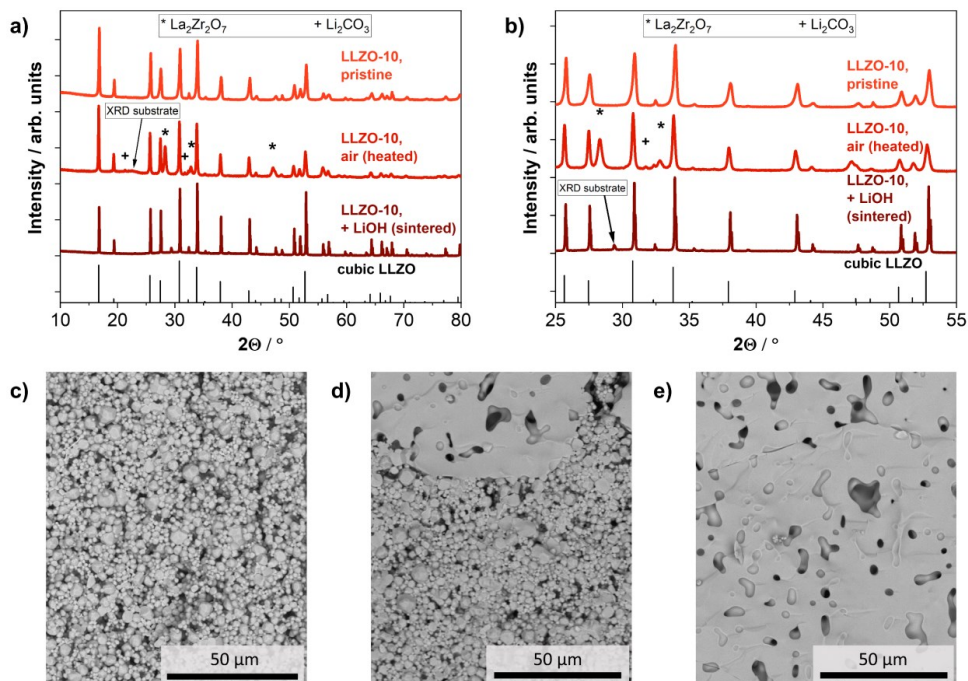 a)
* La₂Zr₂O₇ + Li₂CO₃
LLZO-10,
pristine
XRD substrate
+
*
+
*
*
LLZO-10,
air (heated)
LLZO-10,
+ LiOH (sintered)
cubic LLZO
Intensity / arb. units
10 20 30 40 50 60 70 80
2Θ / °
b)
* La₂Zr₂O₇ + Li₂CO₃
LLZO-10,
pristine
*
+
*
LLZO-10,
air (heated)
XRD substrate
LLZO-10,
+ LiOH
(sintered)
cubic LLZO
Intensity / arb. units
25 30 35 40 45 50 55
2Θ / °
c)
50 µm
d)
50 µm
e)
50 µm